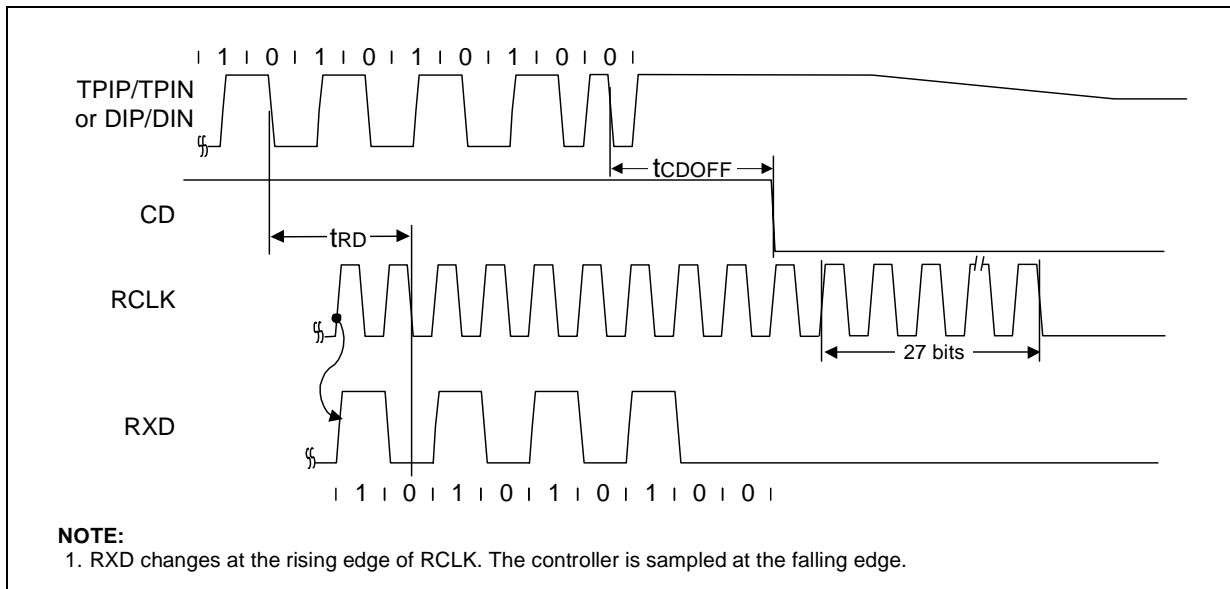 1 0 1 0 1 0 1 0 0
TPIP/TPIN
or DIP/DIN
tCDOFF
CD
tRD
RCLK
27 bits
RXD
1 0 1 0 1 0 1 0 0
NOTE:
1. RXD changes at the rising edge of RCLK. The controller is sampled at the falling edge.